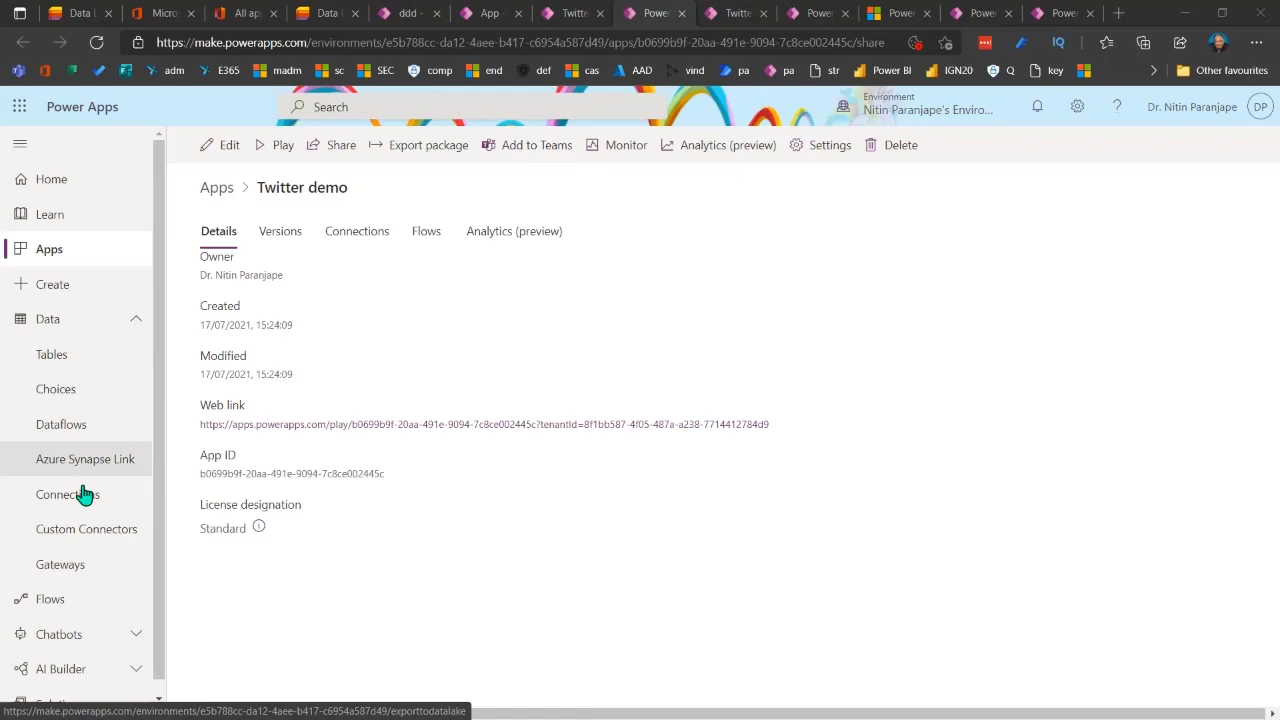 Data l
Micro
All ap
Data l
ddd -
App -
Twitte
Power
Twitte
Power
Power
Power
Power
https://make.powerapps.com/environments/e5b788cc-da12-4aee-b417-c6954a587d49/apps/b0699b9f-20aa-491e-9094-7c8ce002445c/share
IQ
adm
E365
madm
sc
SEC
comp
end
def
cas
AAD
vind
pa
pa
str
Power BI
IGN20
Q
key
Other favourites
Power Apps
Search
Environment
Nitin Paranjape's Enviro...
?
Dr. Nitin Paranjape
DP
Edit
Play
Share
Export package
Add to Teams
Monitor
Analytics (preview)
Settings
Delete
Home
Learn
Apps
Create
Data
Tables
Choices
Dataflows
Azure Synapse Link
Connections
Custom Connectors
Gateways
Flows
Chatbots
AI Builder
Apps > Twitter demo
Details
Versions
Connections
Flows
Analytics (preview)
Owner
Dr. Nitin Paranjape
Created
17/07/2021, 15:24:09
Modified
17/07/2021, 15:24:09
Web link
https://apps.powerapps.com/play/b0699b9f-20aa-491e-9094-7c8ce002445c?tenantId=8f1bb587-4f05-487a-a238-7714412784d9
App ID
b0699b9f-20aa-491e-9094-7c8ce002445c
License designation
Standard
https://make.powerapps.com/environments/e5b788cc-da12-4aee-b417-c6954a587d49/exporttodatalake